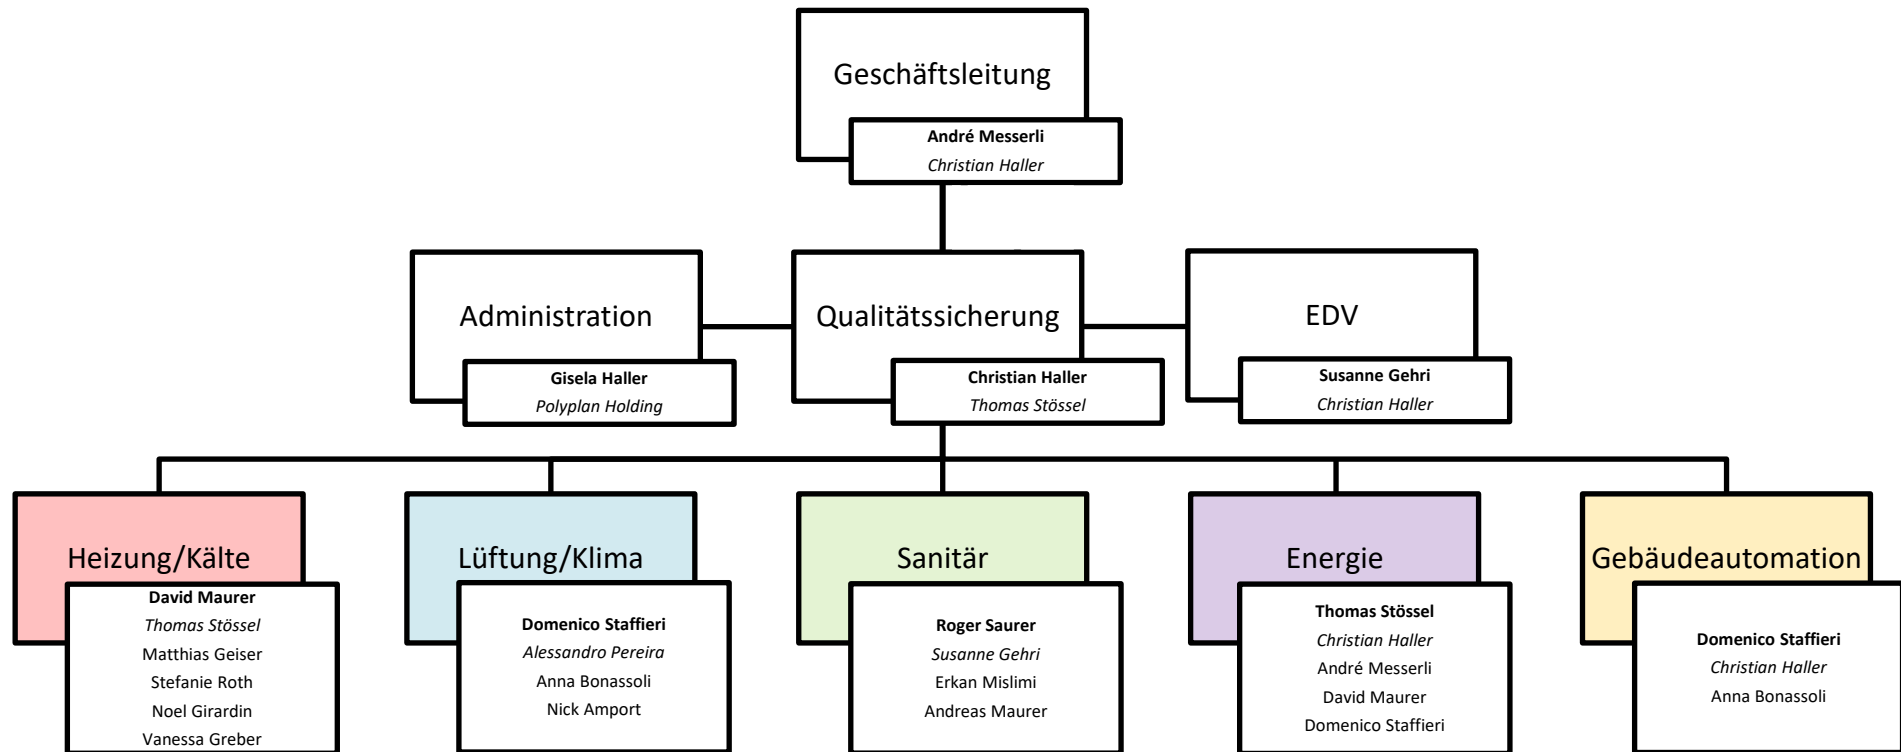 Geschäftsleitung
André Messerli
Christian Haller
Administration
Gisela Haller
Polyplan Holding
Qualitätssicherung
Christian Haller
Thomas Stössel
EDV
Susanne Gehri
Christian Haller
Heizung/Kälte
David Maurer
Thomas Stössel
Matthias Geiser
Stefanie Roth
Noel Girardin
Vanessa Greber
Lüftung/Klima
Domenico Staffieri
Alessandro Pereira
Anna Bonassoli
Nick Amport
Sanitär
Roger Saurer
Susanne Gehri
Erkan Mislimi
Andreas Maurer
Energie
Thomas Stössel
Christian Haller
André Messerli
David Maurer
Domenico Staffieri
Gebäudeautomation
Domenico Staffieri
Christian Haller
Anna Bonassoli